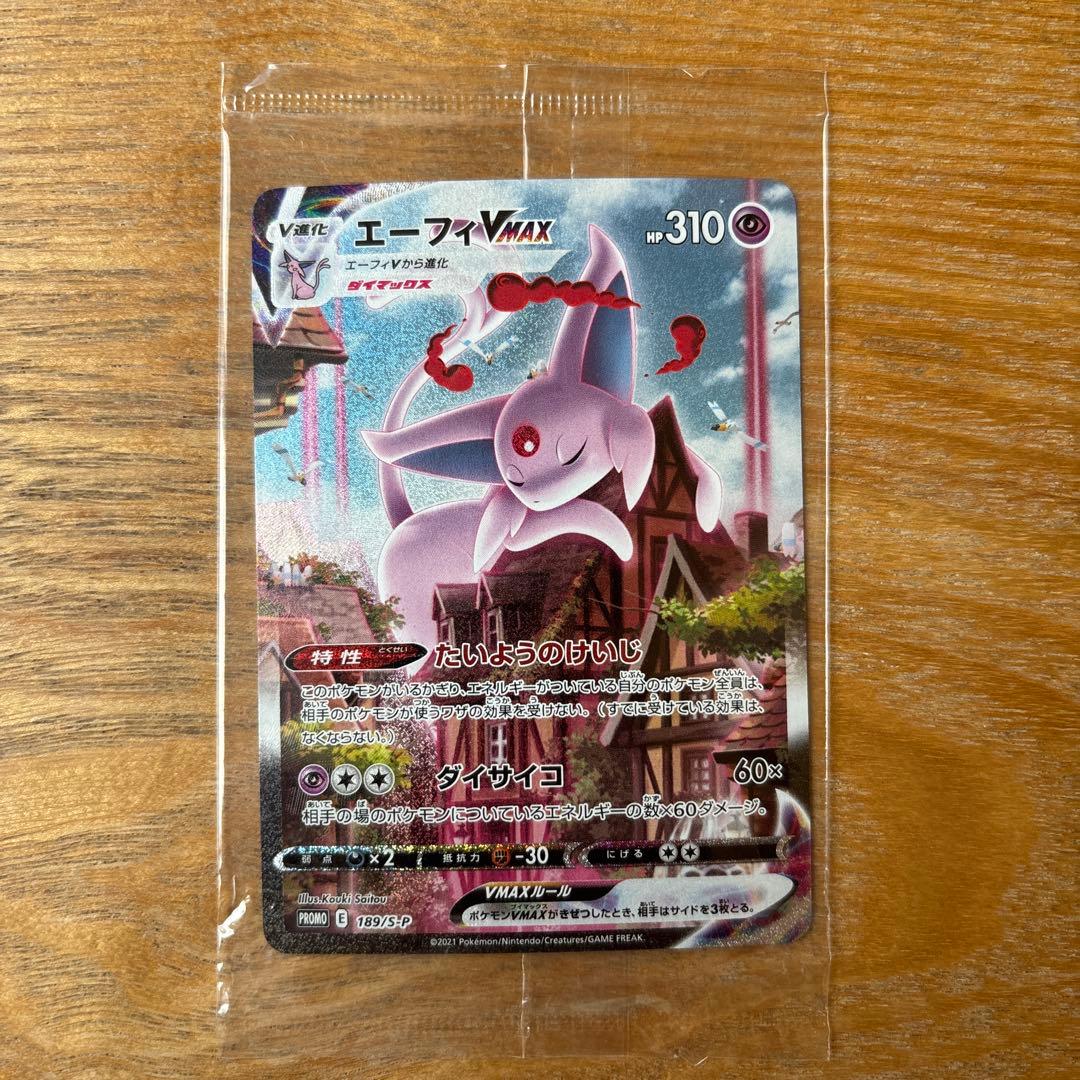 V進化
エーフィVMAX
HP310
エーフィVから進化
ダイマックス
特性 とくせい たいようのけいじ
このポケモンがいるかぎり、エネルギーがついている自分のポケモン全員は、
相手のポケモンが使うワザの効果を受けない。(すでに受けている効果は、
なくならない。)
ダイサイコ 60×
相手の場のポケモンについているエネルギーの数×60ダメージ。
弱点 ×2 抵抗力 -30 にげる
Illus.Kouki Saitou
VMAXルール
PROMO E 189/S-P
ポケモンVMAXがきぜつしたとき、相手はサイドを3枚とる。
©2021 Pokémon/Nintendo/Creatures/GAME FREAK